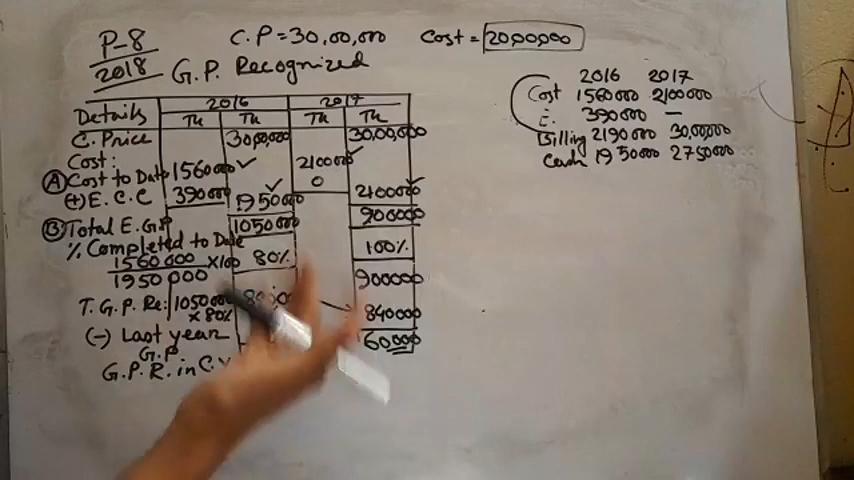 P-8
2018
C.P = 30,00,000 Cost = 2000000
G.P. Recognized
2016 2017
Cost 1560000 2100000
E. 390000 —
Billing 2190000 30,00,000
Cash 1950000 2750000
Details 2016 2017
Tk Tk Tk Tk
C. Price 30,00,000 30,00,000
Cost:
(A) Cost to Date 1560000 ✓ 2100000 ✓
(+) E. C. C 390000 1950000 0 2100000
(B) Total E. G.P 1050000 900000
% Completed to Date
1560000 / 1950000 ×100 80% 100%
T. G. P. Re: 1050000 × 80% 900000
(-) Last year G.P 840000
G.P.R. in C. 60000